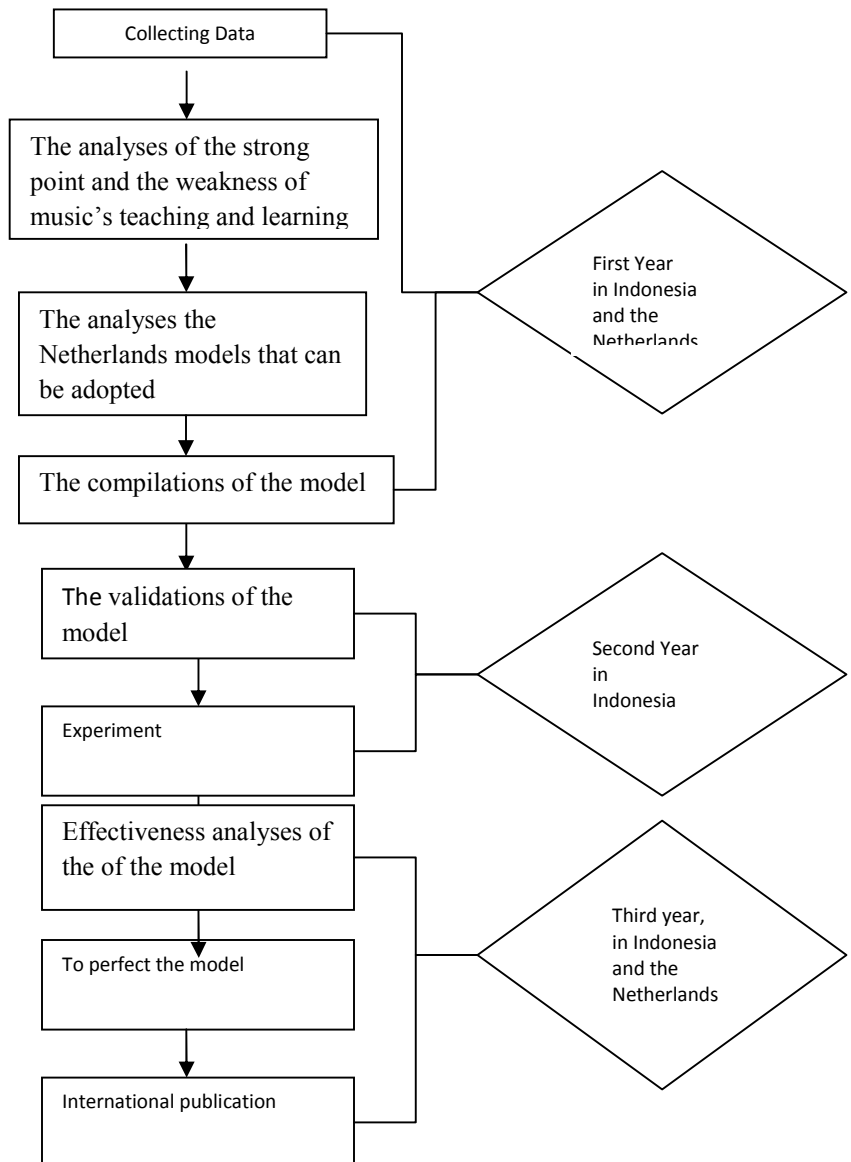 Collecting Data
The analyses of the strong
point and the weakness of
music's teaching and learning
First Year
in Indonesia
and the
Netherlands
The analyses the
Netherlands models that can
be adopted
The compilations of the model
The validations of the
model
Second Year
in
Indonesia
Experiment
Effectiveness analyses of
the of the model
Third year,
in Indonesia
and the
Netherlands
To perfect the model
International publication